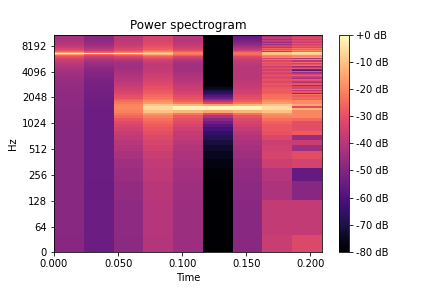 Power spectrogram
8192
4096
2048
1024
512
256
128
64
0
Hz
0.000 0.050 0.100 0.150 0.200
Time
+0 dB
-10 dB
-20 dB
-30 dB
-40 dB
-50 dB
-60 dB
-70 dB
-80 dB